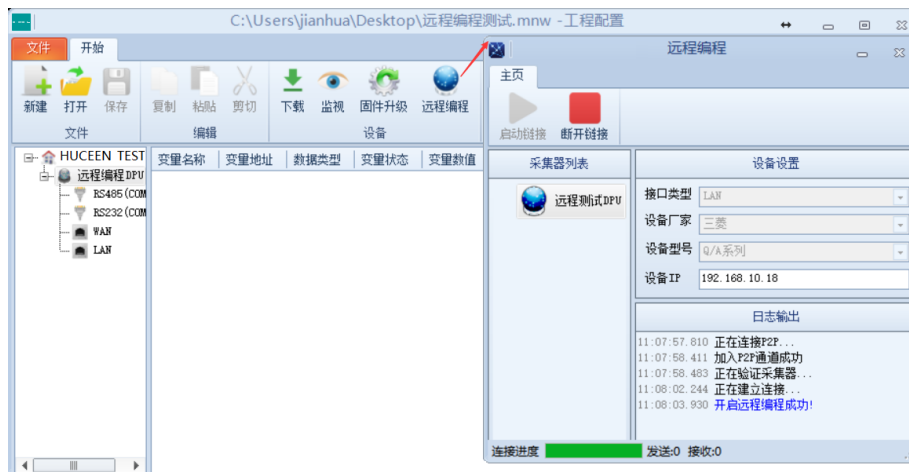 C:\Users\jianhua\Desktop\远程编程测试.mnw -工程配置
文件 开始
新建 打开 保存 复制 粘贴 剪切 下载 监视 固件升级 远程编程
文件 编辑 设备
HUCEEN TEST
远程编程DPU
RS485(COM
RS232(COM
WAN
LAN
变量名称 变量地址 数据类型 变量状态 变量数值
远程编程
主页
启动链接 断开链接
采集器列表
远程测试DPU
设备设置
接口类型 LAN
设备厂家 三菱
设备型号 Q/A系列
设备IP 192.168.10.18
日志输出
11:07:57.810 正在连接P2P...
11:07:58.411 加入P2P通道成功
11:07:58.483 正在验证采集器...
11:08:02.244 正在建立连接...
11:08:03.930 开启远程编程成功!
连接进度 发送:0 接收:0